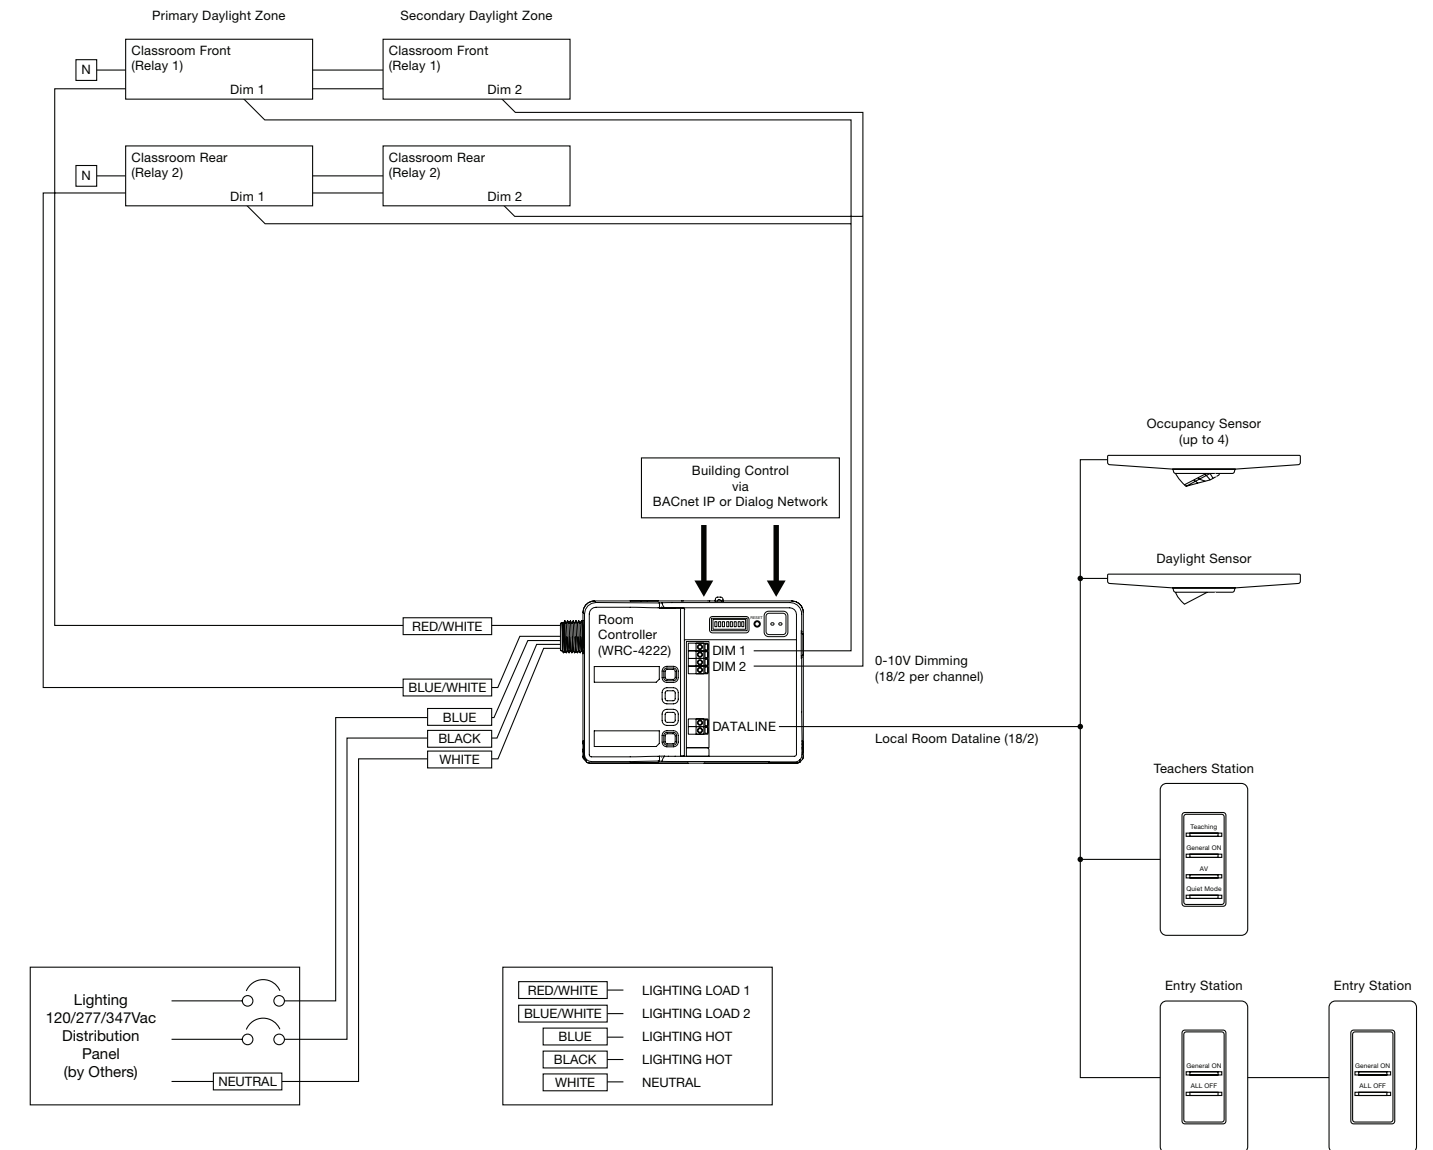 Primary Daylight Zone
Secondary Daylight Zone
Classroom Front
(Relay 1)
Dim 1
N
Classroom Front
(Relay 1)
Dim 2
Classroom Rear
(Relay 2)
Dim 1
N
Classroom Rear
(Relay 2)
Dim 2
Occupancy Sensor
(up to 4)
Building Control
via
BACnet IP or Dialog Network
Daylight Sensor
Room
Controller
(WRC-4222)
RESET
DIM 1
DIM 2
DATALINE
RED/WHITE
BLUE/WHITE
BLUE
BLACK
WHITE
0-10V Dimming
(18/2 per channel)
Local Room Dataline (18/2)
Teachers Station
Teaching
General ON
AV
Quiet Mode
Lighting
120/277/347Vac
Distribution
Panel
(by Others)
NEUTRAL
RED/WHITE LIGHTING LOAD 1
BLUE/WHITE LIGHTING LOAD 2
BLUE LIGHTING HOT
BLACK LIGHTING HOT
WHITE NEUTRAL
Entry Station
General ON
ALL OFF
Entry Station
General ON
ALL OFF